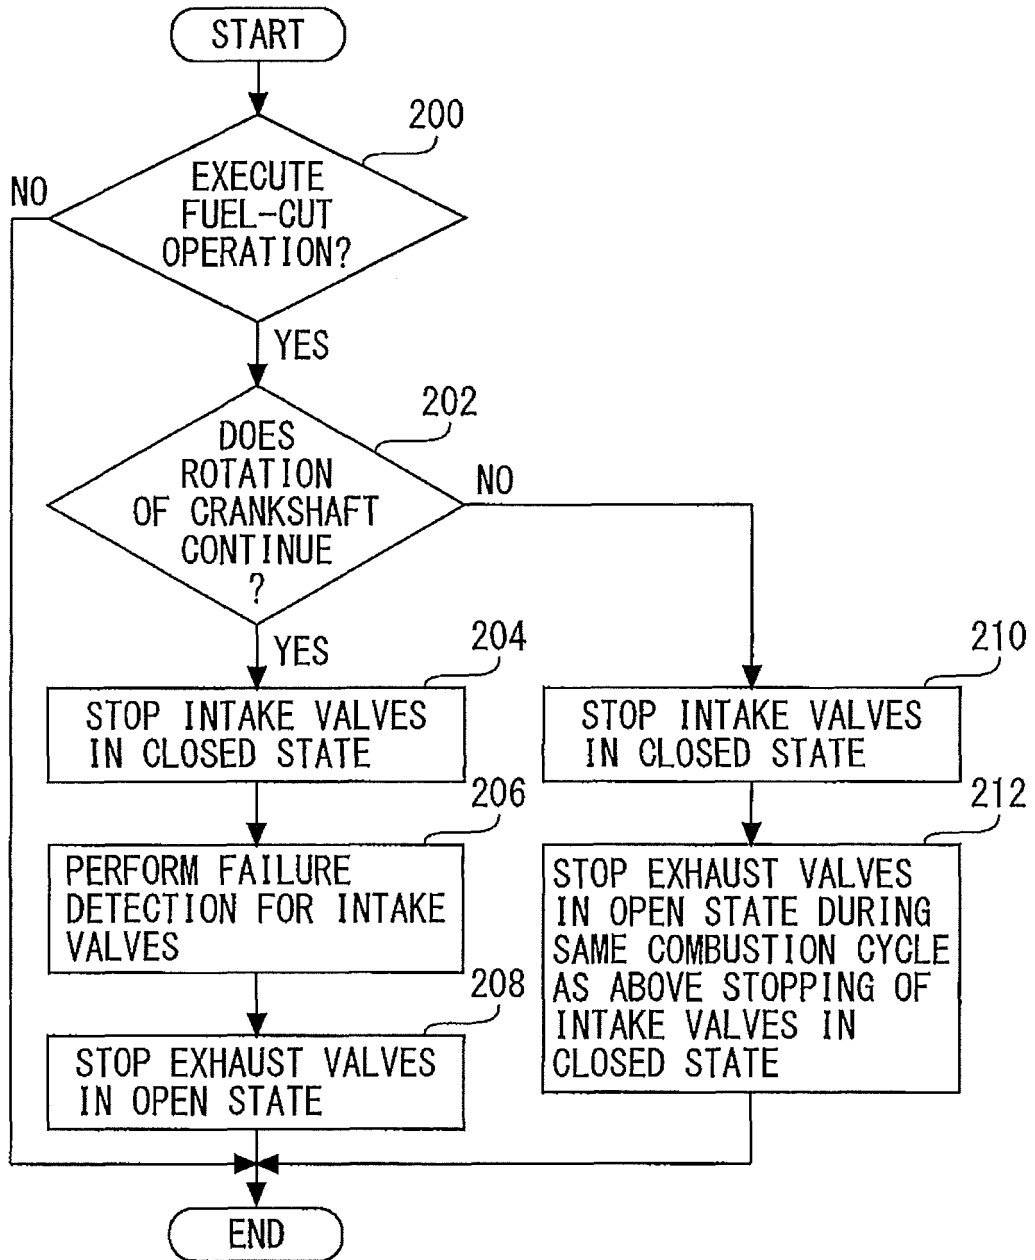 START
200
NO
EXECUTE
FUEL-CUT
OPERATION?
YES
202
DOES
ROTATION
OF CRANKSHAFT
CONTINUE
?
NO
YES
204
STOP INTAKE VALVES
IN CLOSED STATE
206
PERFORM FAILURE
DETECTION FOR INTAKE
VALVES
208
STOP EXHAUST VALVES
IN OPEN STATE
210
STOP INTAKE VALVES
IN CLOSED STATE
212
STOP EXHAUST VALVES
IN OPEN STATE DURING
SAME COMBUSTION CYCLE
AS ABOVE STOPPING OF
INTAKE VALVES IN
CLOSED STATE
END